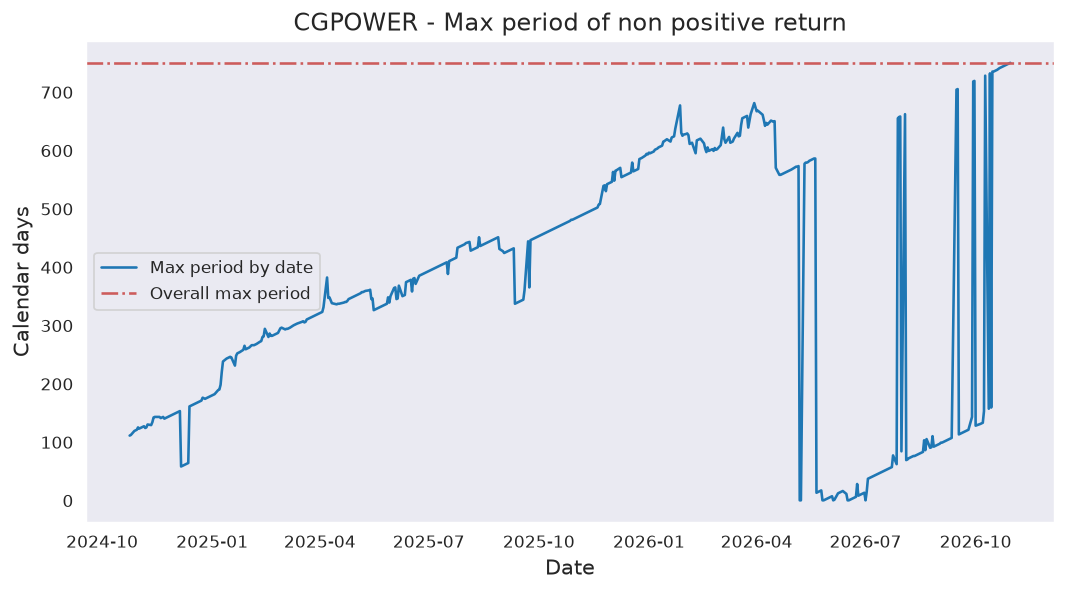 CGPOWER - Max period of non positive return
Calendar days
700
600
500
400
300
200
100
0
Max period by date
Overall max period
2024-10 2025-01 2025-04 2025-07 2025-10 2026-01 2026-04 2026-07 2026-10
Date